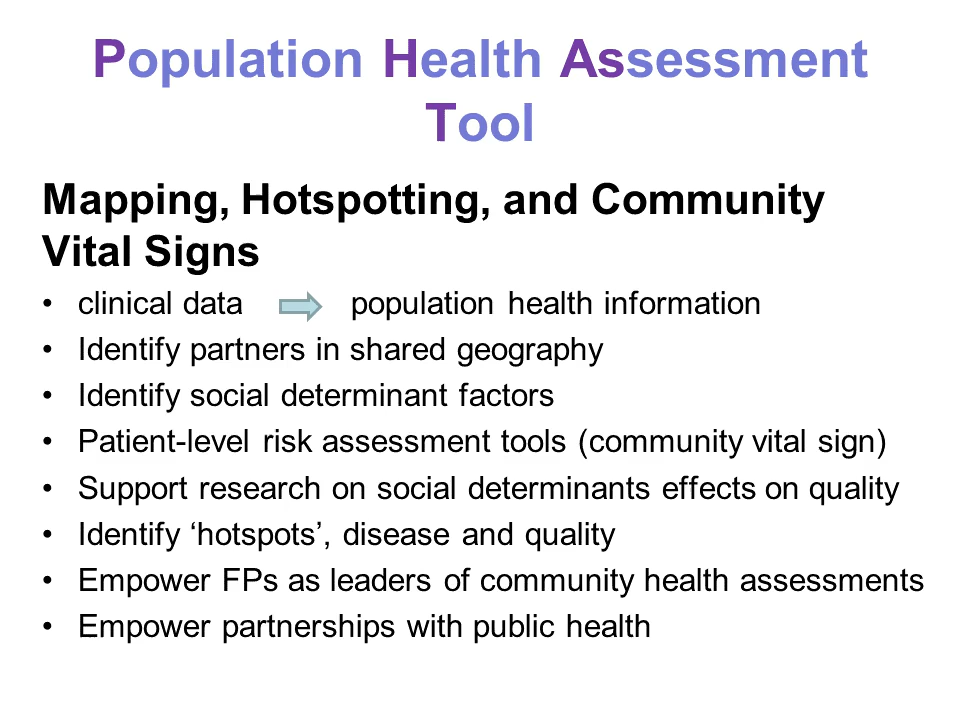 Population Health Assessment
Tool
Mapping, Hotspotting, and Community
Vital Signs
• clinical data population health information
• Identify partners in shared geography
• Identify social determinant factors
• Patient-level risk assessment tools (community vital sign)
• Support research on social determinants effects on quality
• Identify ‘hotspots’, disease and quality
• Empower FPs as leaders of community health assessments
• Empower partnerships with public health